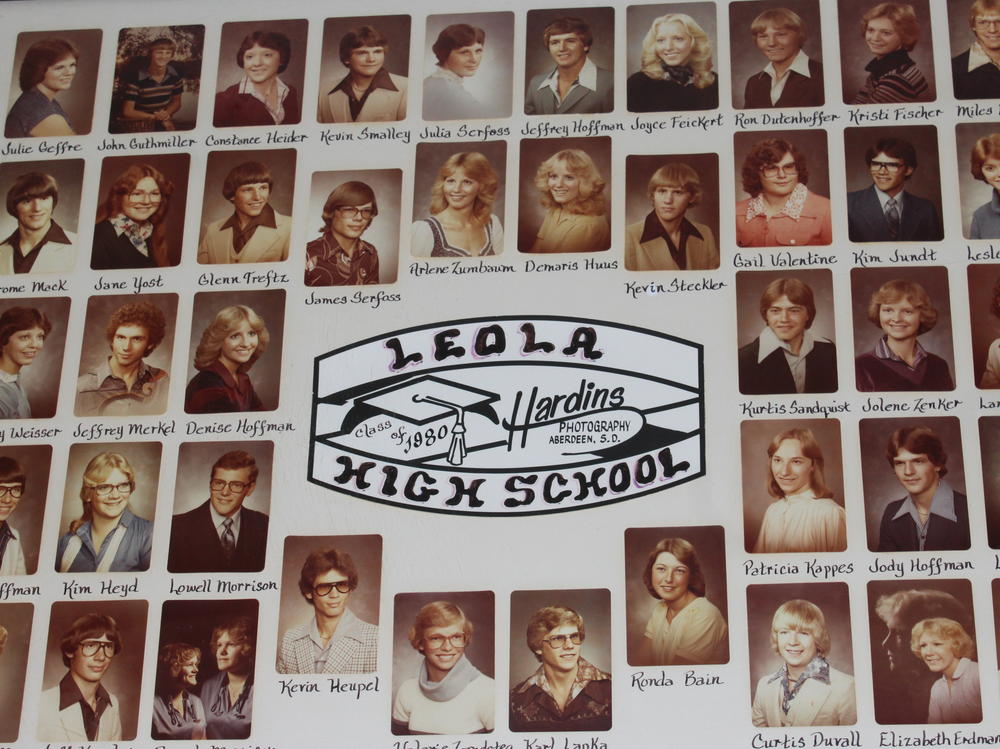 Julie Geffre
John Guthmiller
Constance Heider
Kevin Smalley
Julia Serfoss
Jeffrey Hoffman
Joyce Feickert
Ron Dutenhoffer
Kristi Fischer
Miles
rome Mack
Jane Yost
Glenn Treftz
James Serfoss
Arlene Zumbaum
Demaris Huus
Kevin Steckler
Gail Valentine
Kim Jundt
Lesle
y Weisser
Jeffrey Merkel
Denise Hoffman
LEOLA
Class of 1980
Hardins
PHOTOGRAPHY
ABERDEEN, S.D.
HIGH SCHOOL
Kurtis Sandquist
Jolene Zenker
Lar
ffman
Kim Heyd
Lowell Morrison
Patricia Kappes
Jody Hoffman
L
Kevin Heupel
Ronda Bain
Karl Lapka
Curtis Duvall
Elizabeth Erdman